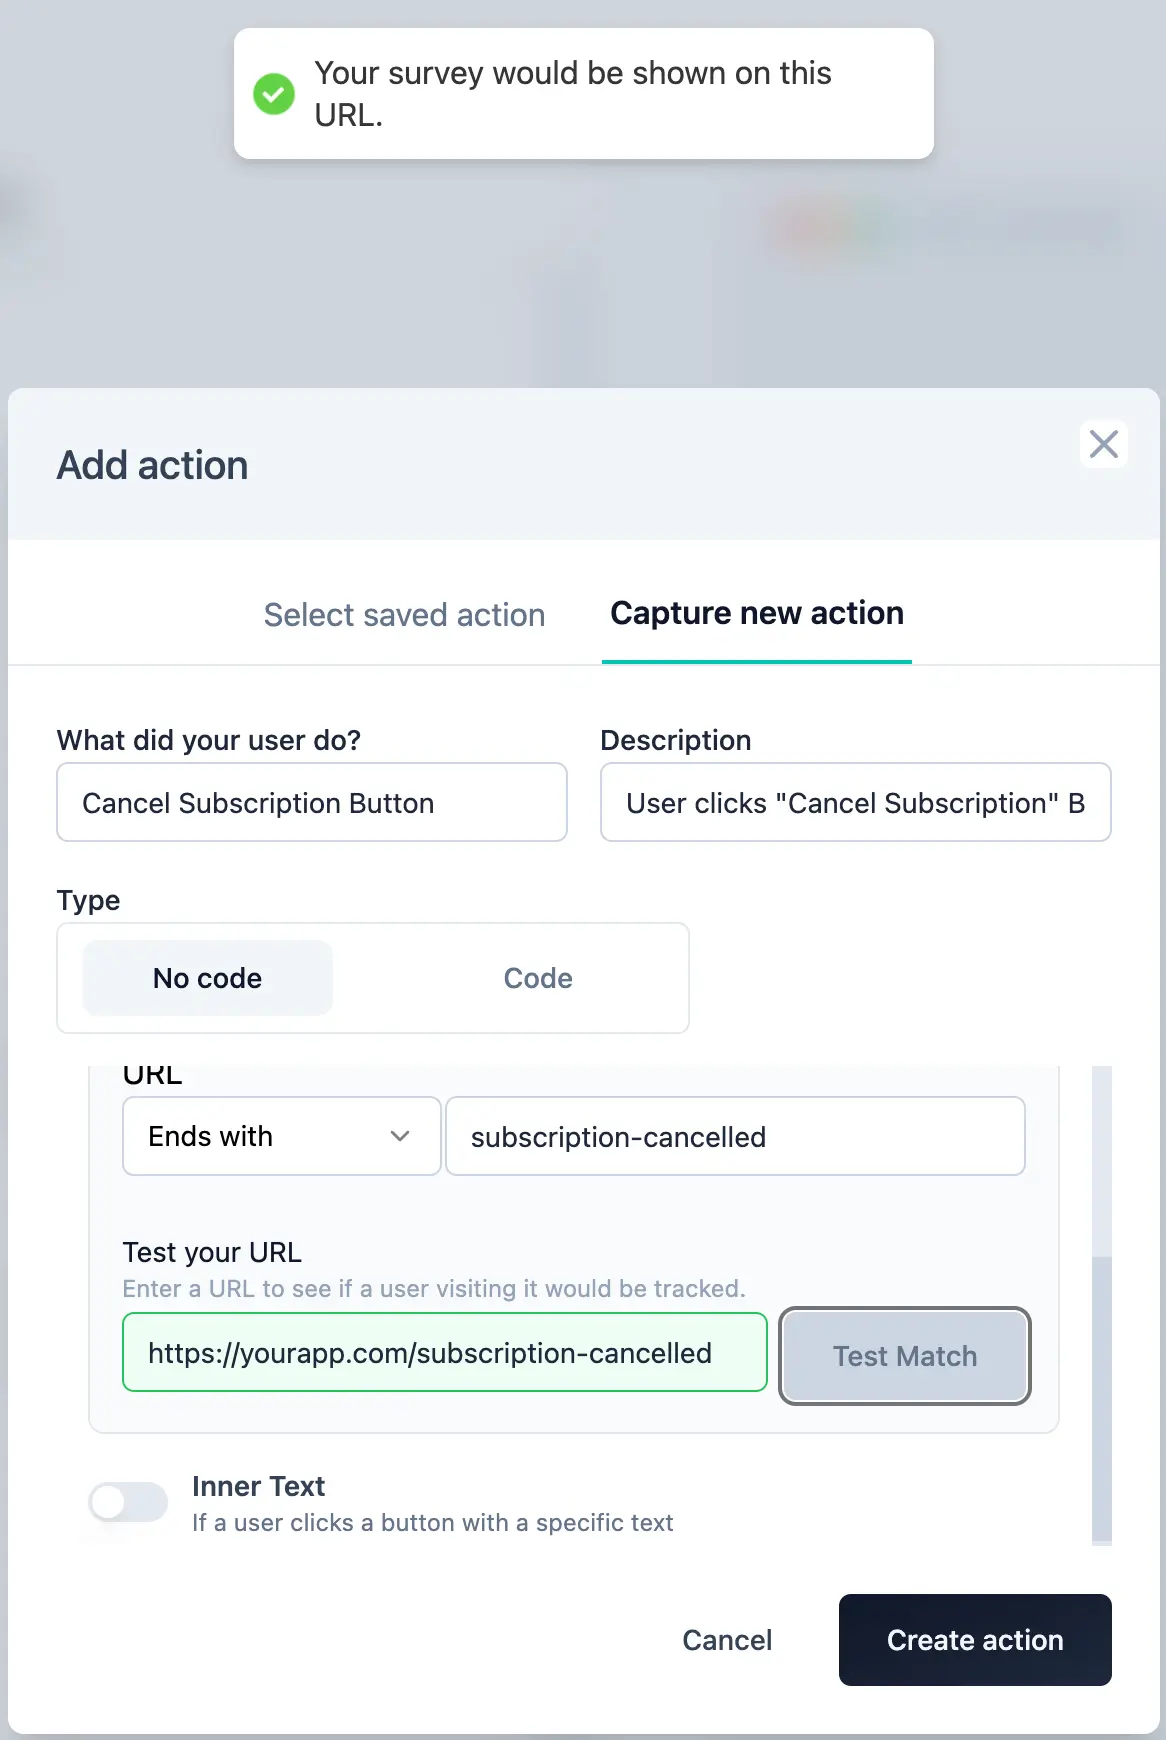 Your survey would be shown on this
URL.
Add action
Select saved action
Capture new action
What did your user do?
Description
Cancel Subscription Button
User clicks "Cancel Subscription" B
Type
No code
Code
URL
Ends with
subscription-cancelled
Test your URL
Enter a URL to see if a user visiting it would be tracked.
https://yourapp.com/subscription-cancelled
Test Match
Inner Text
If a user clicks a button with a specific text
Cancel
Create action